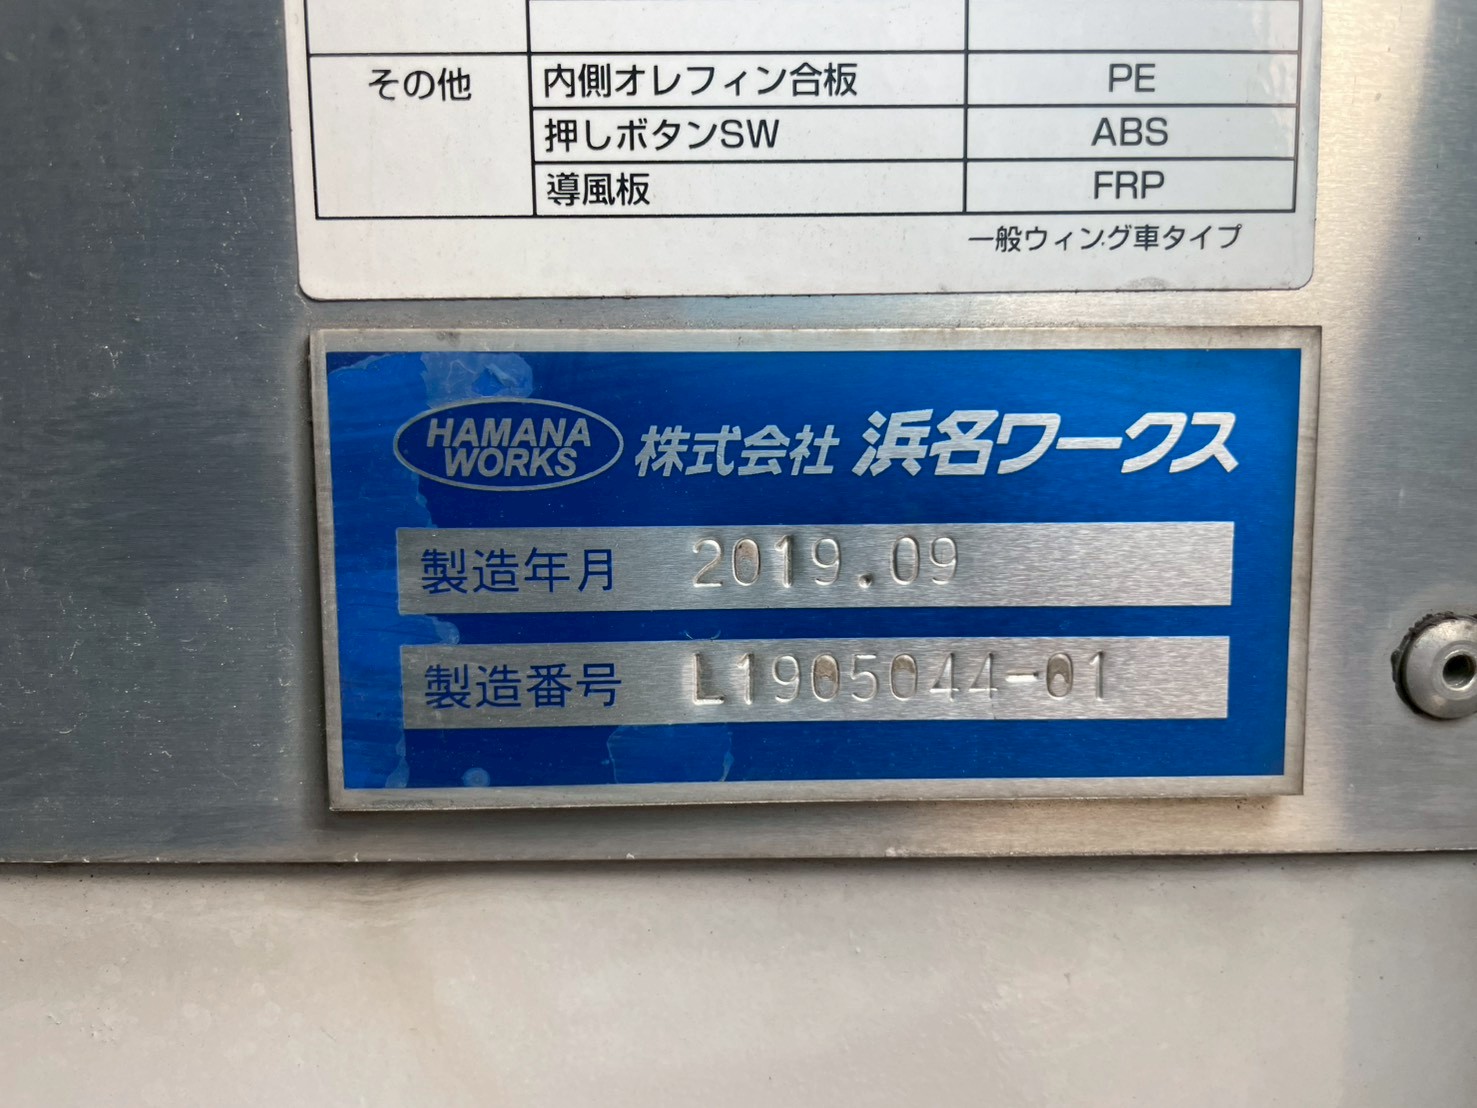 その他 内側オレフィン合板 PE
押しボタンSW ABS
導風板 FRP
一般ウィング車タイプ
HAMANA
WORKS
株式会社 浜名ワークス
製造年月 2019.09
製造番号 L1905044-01